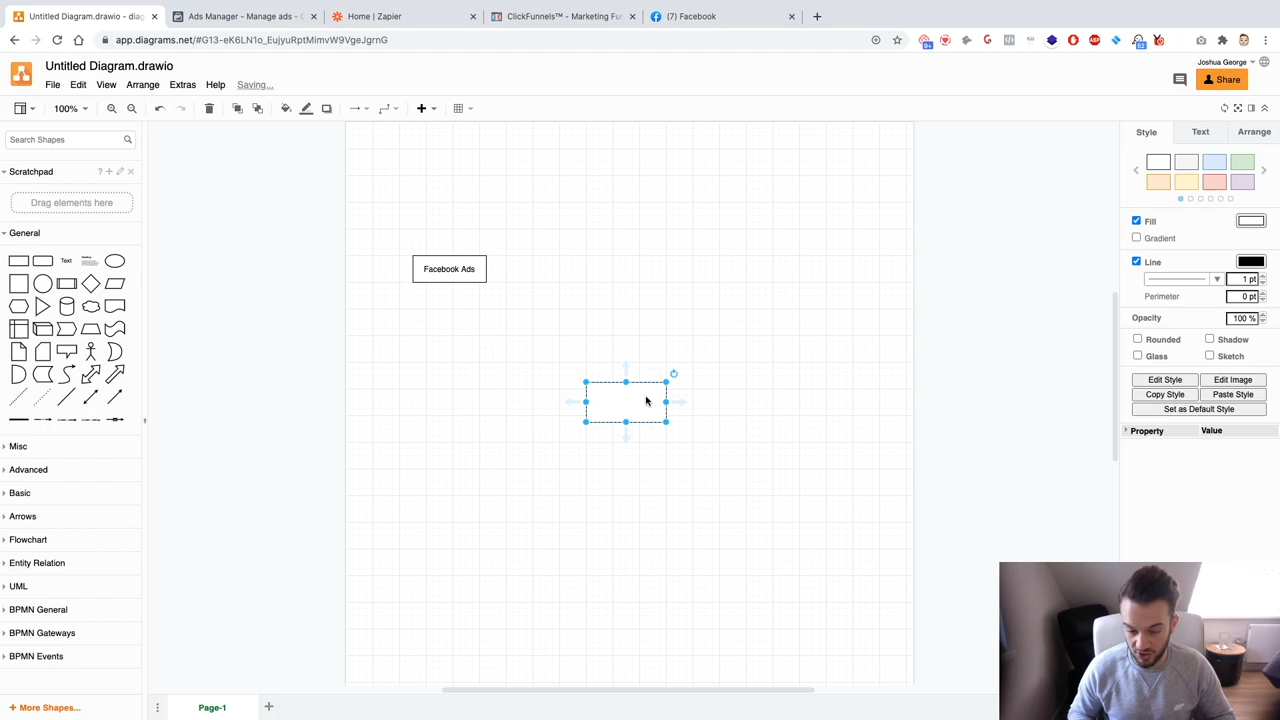 Untitled Diagram.drawio - diag
Ads Manager - Manage ads - C
Home | Zapier
ClickFunnels™ - Marketing Fu
(7) Facebook
app.diagrams.net/#G13-eK6LN1o_EujyuRptMimvW9VgeJgrnG
9+
ABP
52
Untitled Diagram.drawio
Joshua George
File Edit View Arrange Extras Help Saving...
Share
100%
Search Shapes
Style Text Arrange
Scratchpad
Drag elements here
General
Text
Heading
Fill
Gradient
Line
1 pt
Perimeter
0 pt
Opacity
100 %
Rounded
Shadow
Glass
Sketch
Edit Style
Edit Image
Copy Style
Paste Style
Set as Default Style
Property
Value
Facebook Ads
Misc
Advanced
Basic
Arrows
Flowchart
Entity Relation
UML
BPMN General
BPMN Gateways
BPMN Events
+ More Shapes...
Page-1